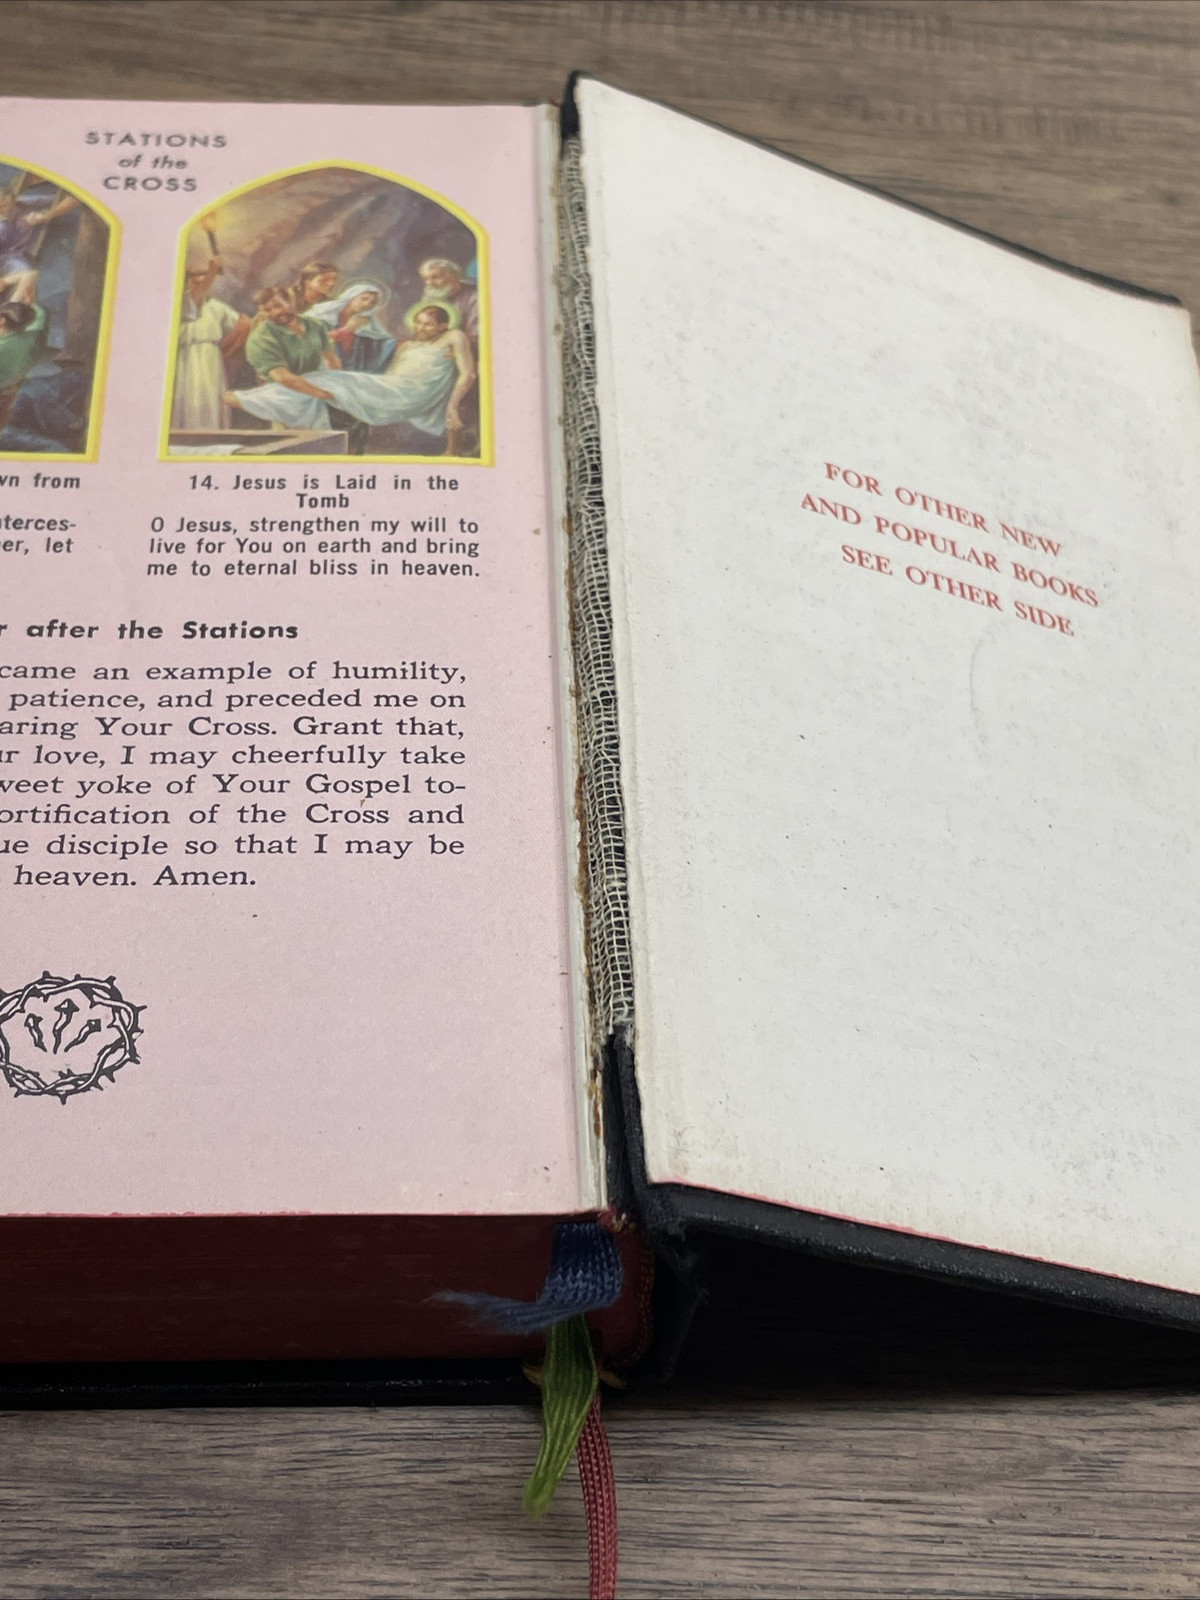 STATIONS
of the
CROSS
wn from
terces-
er, let
14. Jesus is Laid in the
Tomb
O Jesus, strengthen my will to
live for You on earth and bring
me to eternal bliss in heaven.
r after the Stations
came an example of humility,
patience, and preceded me on
aring Your Cross. Grant that,
ur love, I may cheerfully take
weet yoke of Your Gospel to-
ortification of the Cross and
ue disciple so that I may be
heaven. Amen.
FOR OTHER NEW
AND POPULAR BOOKS
SEE OTHER SIDE